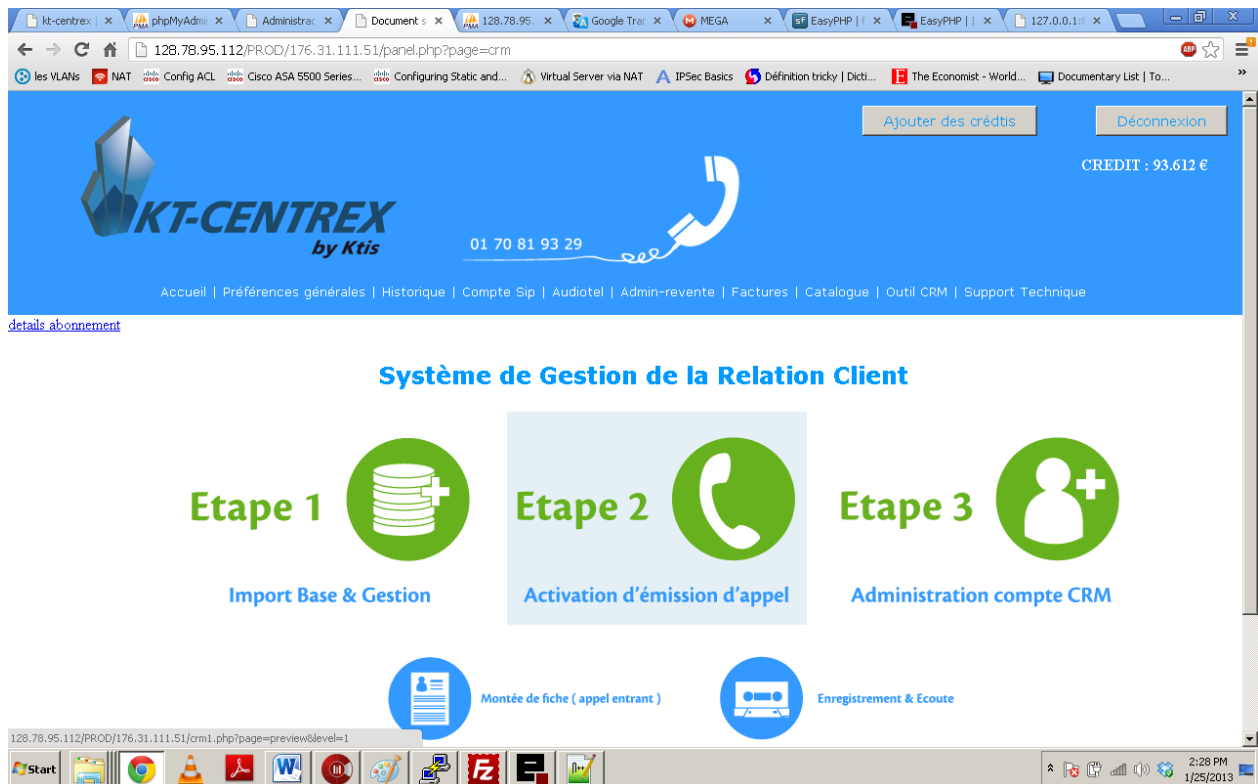 kt-centrex |
phpMyAdmi
Administrac
Document s
128.78.95.
Google Trar
MEGA
EasyPHP | F
EasyPHP | I
127.0.0.1:8
128.78.95.112/PROD/176.31.111.51/panel.php?page=crm
ABP
les VLANs
NAT
Config ACL
Cisco ASA 5500 Series...
Configuring Static and...
Virtual Server via NAT
IPSec Basics
Définition tricky | Dicti...
The Economist - World...
Documentary List | To...
»
Ajouter des crédtis
Déconnexion
CREDIT : 93.612 €
KT-CENTREX
by Ktis
01 70 81 93 29
Accueil | Préférences générales | Historique | Compte Sip | Audiotel | Admin-revente | Factures | Catalogue | Outil CRM | Support Technique
details abonnement
Système de Gestion de la Relation Client
Etape 1
Etape 2
Etape 3
Import Base & Gestion
Activation d'émission d'appel
Administration compte CRM
Montée de fiche ( appel entrant )
Enregistrement & Ecoute
128.78.95.112/PROD/176.31.111.51/crm1.php?page=preview&level=1
Start
2:28 PM
1/25/2013